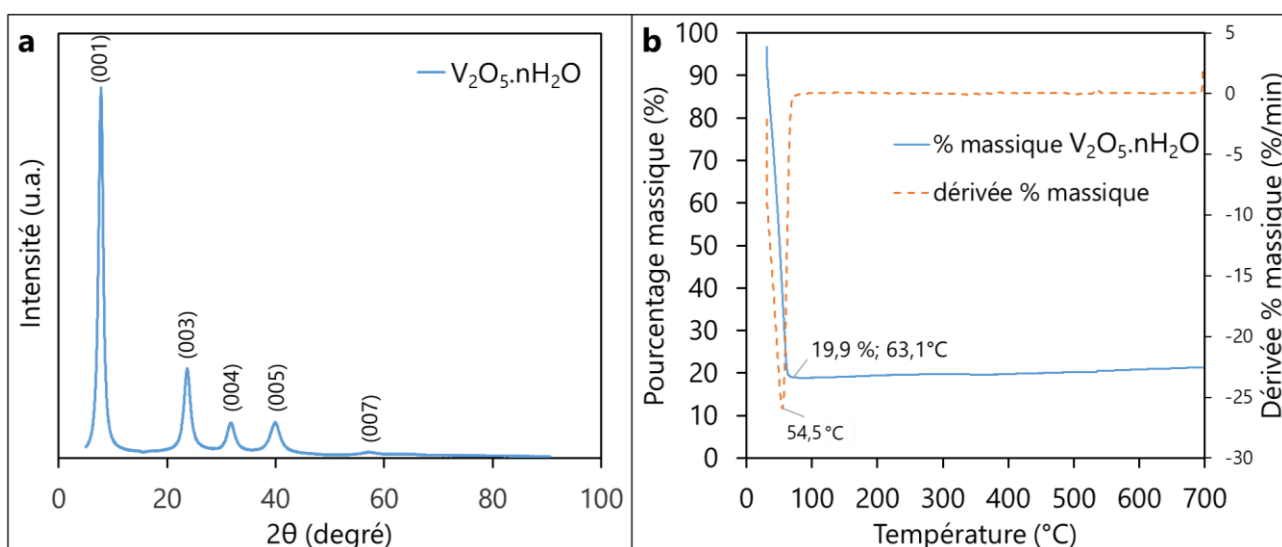 a
(001)
V₂O₅.nH₂O
(003)
(004)
(005)
(007)
Intensité (u.a.)
0 20 40 60 80 100
2θ (degré)
b
100
90
80
70
60
50
40
30
20
10
0
Pourcentage massique (%)
% massique V₂O₅.nH₂O
dérivée % massique
19,9 %; 63,1°C
54,5 °C
5
0
-5
-10
-15
-20
-25
-30
Dérivée % massique (%/min)
0 100 200 300 400 500 600 700
Température (°C)